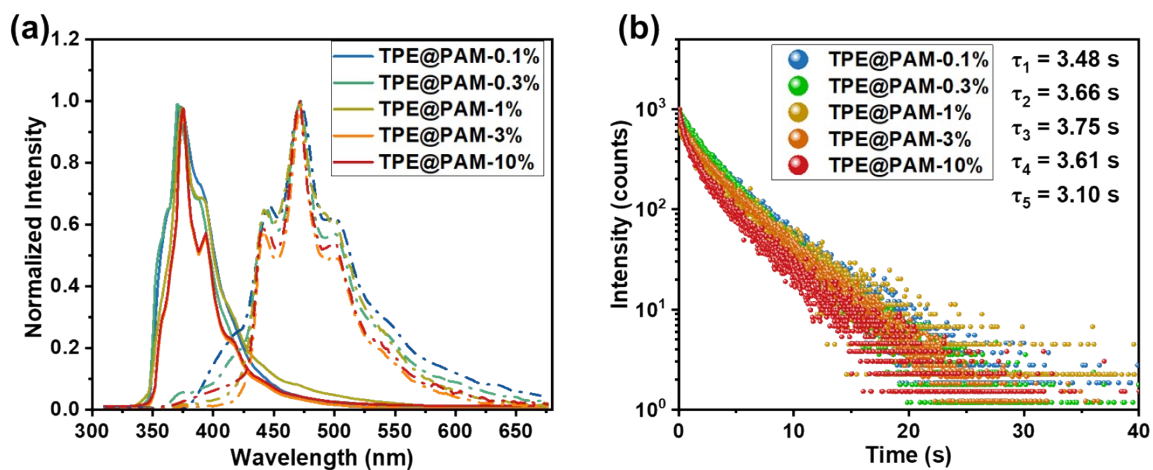 (a)
1.2
1.0
0.8
0.6
0.4
0.2
0.0
Normalized Intensity
300 350 400 450 500 550 600 650
Wavelength (nm)
TPE@PAM-0.1%
TPE@PAM-0.3%
TPE@PAM-1%
TPE@PAM-3%
TPE@PAM-10%
(b)
10³
10²
10¹
10⁰
Intensity (counts)
0 10 20 30 40
Time (s)
TPE@PAM-0.1%
TPE@PAM-0.3%
TPE@PAM-1%
TPE@PAM-3%
TPE@PAM-10%
τ₁ = 3.48 s
τ₂ = 3.66 s
τ₃ = 3.75 s
τ₄ = 3.61 s
τ₅ = 3.10 s